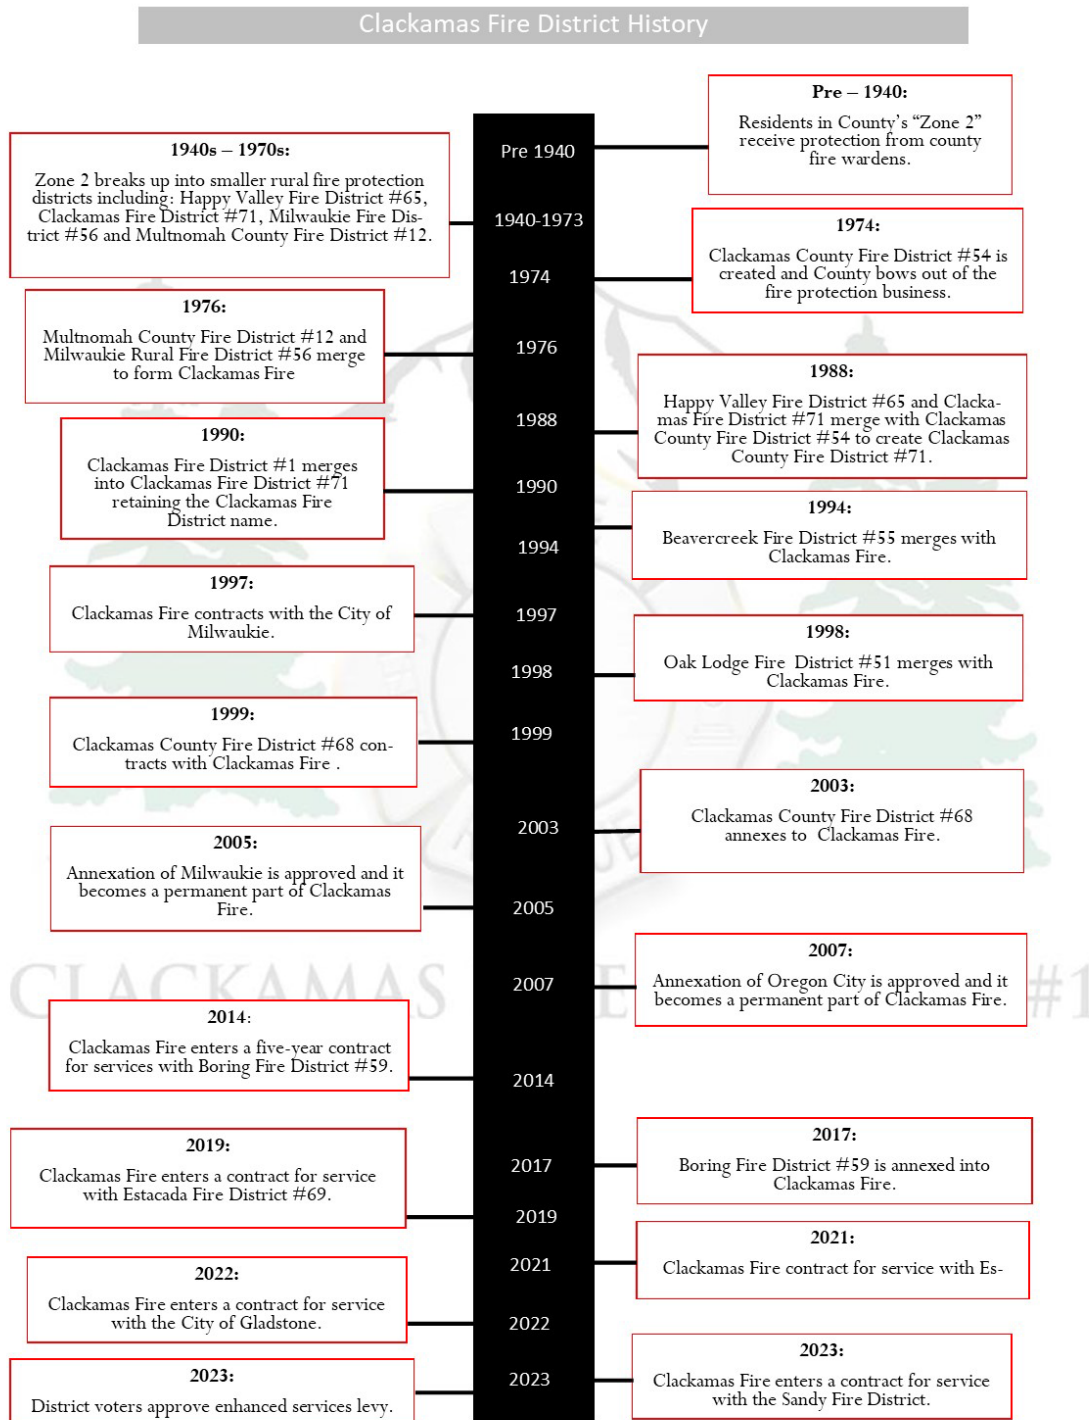 Clackamas Fire District History
Pre – 1940:
Residents in County's “Zone 2”
receive protection from county
fire wardens.
1940s – 1970s:
Zone 2 breaks up into smaller rural fire protection
districts including: Happy Valley Fire District #65,
Clackamas Fire District #71, Milwaukie Fire Dis-
trict #56 and Multnomah County Fire District #12.
1974:
Clackamas County Fire District #54 is
created and County bows out of the
fire protection business.
1976:
Multnomah County Fire District #12 and
Milwaukie Rural Fire District #56 merge
to form Clackamas Fire
1988:
Happy Valley Fire District #65 and Clacka-
mas Fire District #71 merge with Clackamas
County Fire District #54 to create Clackamas
County Fire District #71.
1990:
Clackamas Fire District #1 merges
into Clackamas Fire District #71
retaining the Clackamas Fire
District name.
1994:
Beavercreek Fire District #55 merges with
Clackamas Fire.
1997:
Clackamas Fire contracts with the City of
Milwaukie.
1998:
Oak Lodge Fire District #51 merges with
Clackamas Fire.
1999:
Clackamas County Fire District #68 con-
tracts with Clackamas Fire .
2003:
Clackamas County Fire District #68
annexes to Clackamas Fire.
2005:
Annexation of Milwaukie is approved and it
becomes a permanent part of Clackamas
Fire.
2007:
Annexation of Oregon City is approved and it
becomes a permanent part of Clackamas Fire.
2014:
Clackamas Fire enters a five-year contract
for services with Boring Fire District #59.
2017:
Boring Fire District #59 is annexed into
Clackamas Fire.
2019:
Clackamas Fire enters a contract for service
with Estacada Fire District #69.
2021:
Clackamas Fire contract for service with Es-
2022:
Clackamas Fire enters a contract for service
with the City of Gladstone.
2023:
Clackamas Fire enters a contract for service
with the Sandy Fire District.
2023:
District voters approve enhanced services levy.
Pre 1940
1940-1973
1974
1976
1988
1990
1994
1997
1998
1999
2003
2005
2007
2014
2017
2019
2021
2022
2023
CLACKAMAS #1